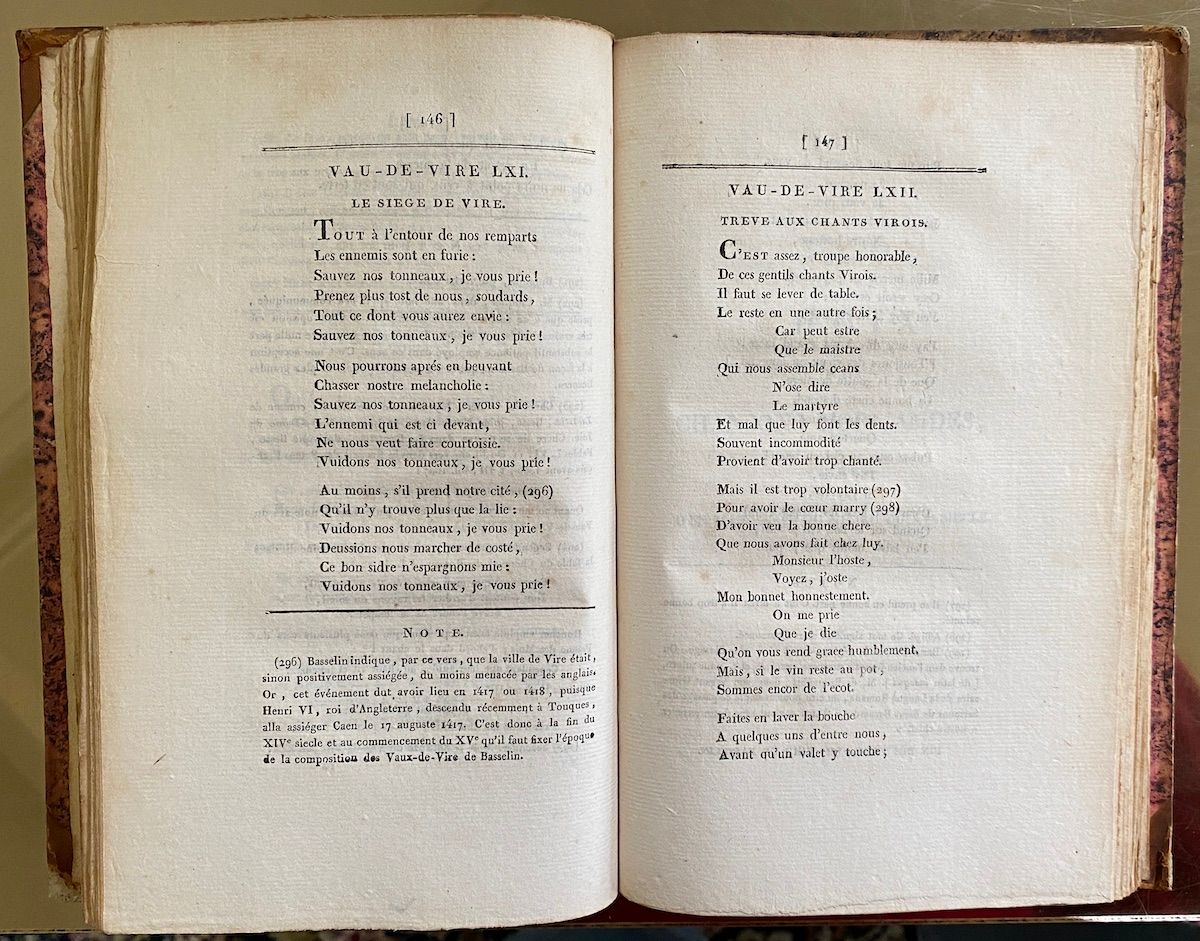 [ 146 ]
VAU-DE-VIRE LXI.
LE SIEGE DE VIRE.
TOUT à l'entour de nos remparts
Les ennemis sont en furie :
Sauvez nos tonneaux, je vous prie !
Prenez plus tost de nous, soudards,
Tout ce dont vous aurez envie :
Sauvez nos tonneaux, je vous prie !
Nous pourrons aprés en beuvant
Chasser nostre melancholie :
Sauvez nos tonneaux, je vous prie !
L'ennemi qui est ci devant,
Ne nous veut faire courtoisie.
Vuidons nos tonneaux, je vous prie !
Au moins, s'il prend notre cité, (296)
Qu'il n'y trouve plus que la lie :
Vuidons nos tonneaux, je vous prie !
Deussions nous marcher de costé,
Ce bon sidre n'espargnons mie :
Vuidons nos tonneaux, je vous prie !
NOTE.
(296) Basselin indique, par ce vers, que la ville de Vire était,
sinon positivement assiégée, du moins menacée par les anglais.
Or, cet événement dut avoir lieu en 1417 ou 1418, puisque
Henri VI, roi d'Angleterre, descendu récemment à Touques,
alla assiéger Caen le 17 auguste 1417. C'est donc à la fin du
XIVe siecle et au commencement du XVe qu'il faut fixer l'époque
de la composition des Vaux-de-Vire de Basselin.
[ 147 ]
VAU-DE-VIRE LXII.
TREVE AUX CHANTS VIROIS.
C'EST assez, troupe honorable,
De ces gentils chants Virois.
Il faut se lever de table.
Le reste en une autre fois ;
Car peut estre
Que le maistre
Qui nous assemble ceans
N'ose dire
Le martyre
Et mal que luy font les dents.
Souvent incommodité
Provient d'avoir trop chanté.
Mais il est trop volontaire (297)
Pour avoir le cœur marry (298)
D'avoir veu la bonne chere
Que nous avons fait chez luy.
Monsieur l'hoste,
Voyez, j'oste
Mon bonnet honnestement.
On me prie
Que je die
Qu'on vous rend grace humblement.
Mais, si le vin reste au pot,
Sommes encor de l'ecot.
Faites en laver la bouche
A quelques uns d'entre nous,
Avant qu'un valet y touche ;